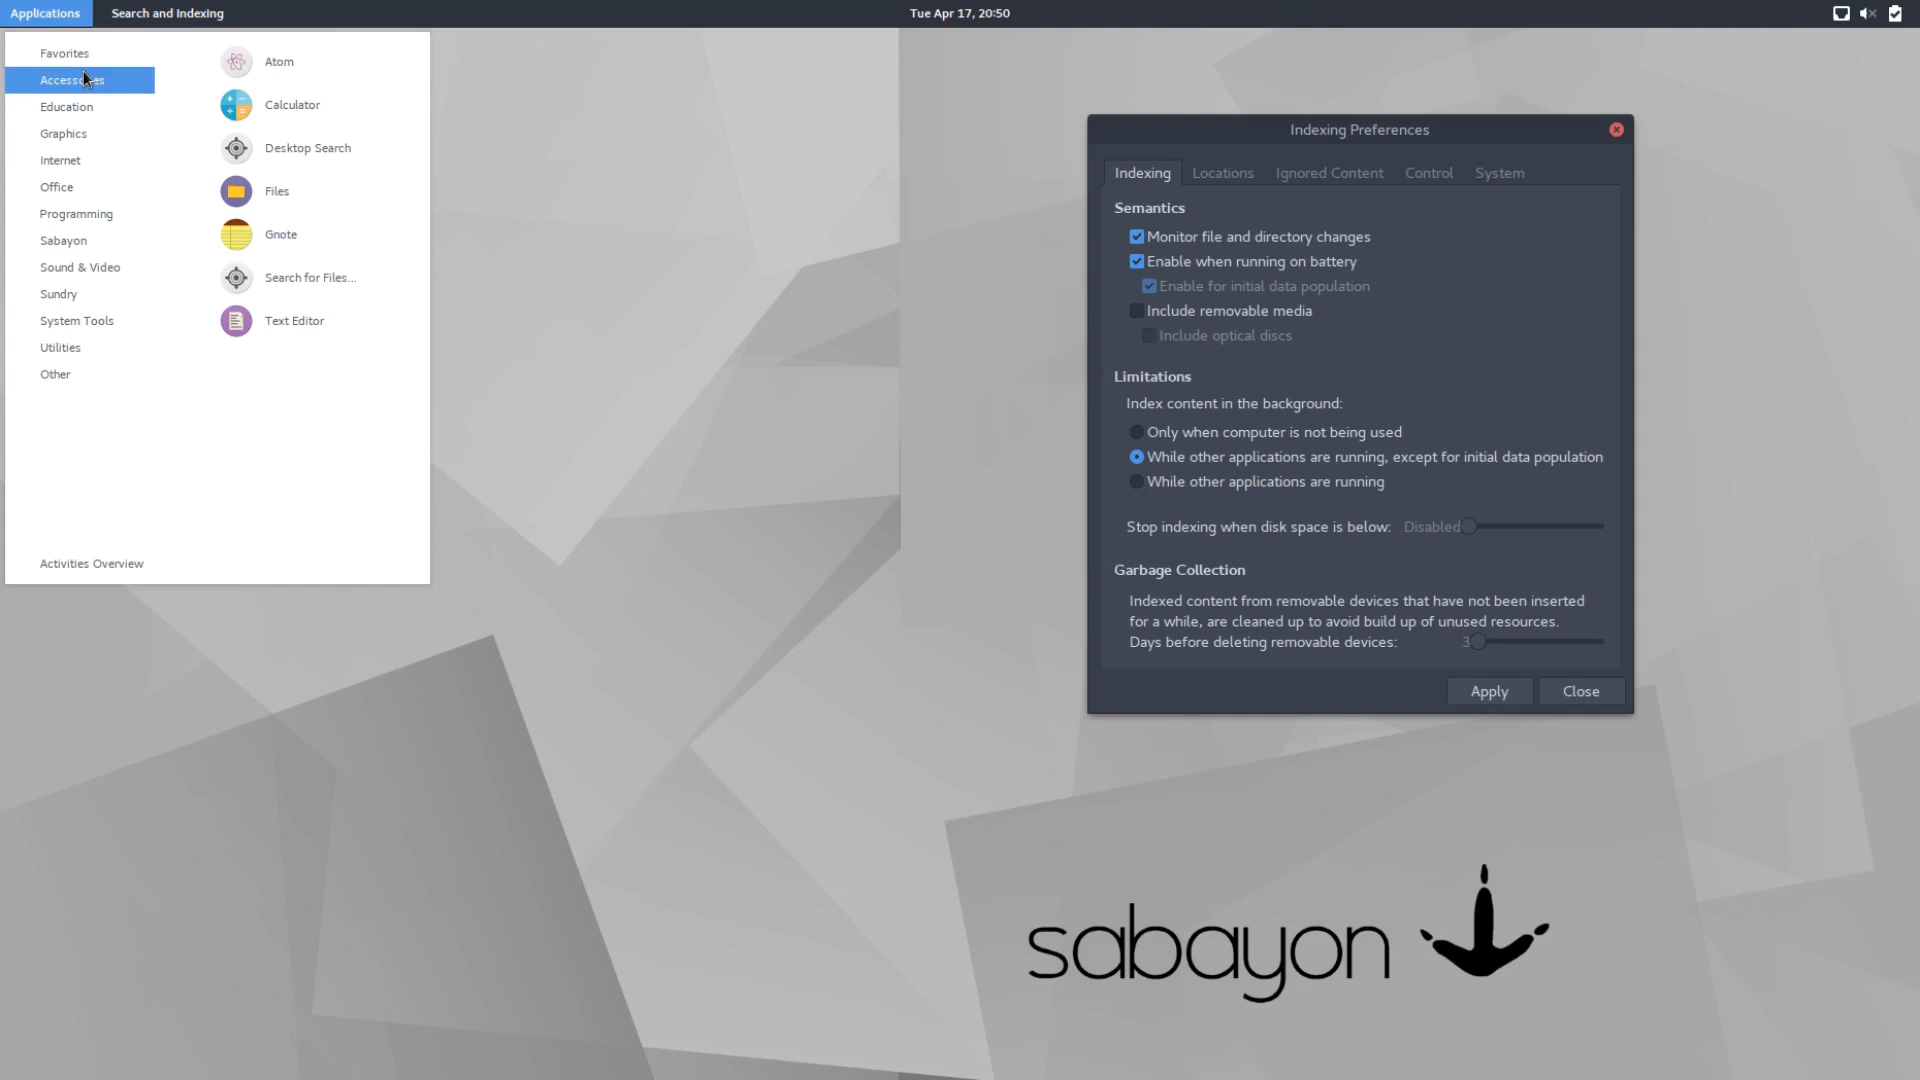 Applications
Search and Indexing
Tue Apr 17, 20:50
Favorites
Accessories
Education
Graphics
Internet
Office
Programming
Sabayon
Sound & Video
Sundry
System Tools
Utilities
Other
Activities Overview
Atom
Calculator
Desktop Search
Files
Gnote
Search for Files...
Text Editor
Indexing Preferences
Indexing Locations Ignored Content Control System
Semantics
Monitor file and directory changes
Enable when running on battery
Enable for initial data population
Include removable media
Include optical discs
Limitations
Index content in the background:
Only when computer is not being used
While other applications are running, except for initial data population
While other applications are running
Stop indexing when disk space is below: Disabled
Garbage Collection
Indexed content from removable devices that have not been inserted
for a while, are cleaned up to avoid build up of unused resources.
Days before deleting removable devices: 3
Apply Close
sabayon